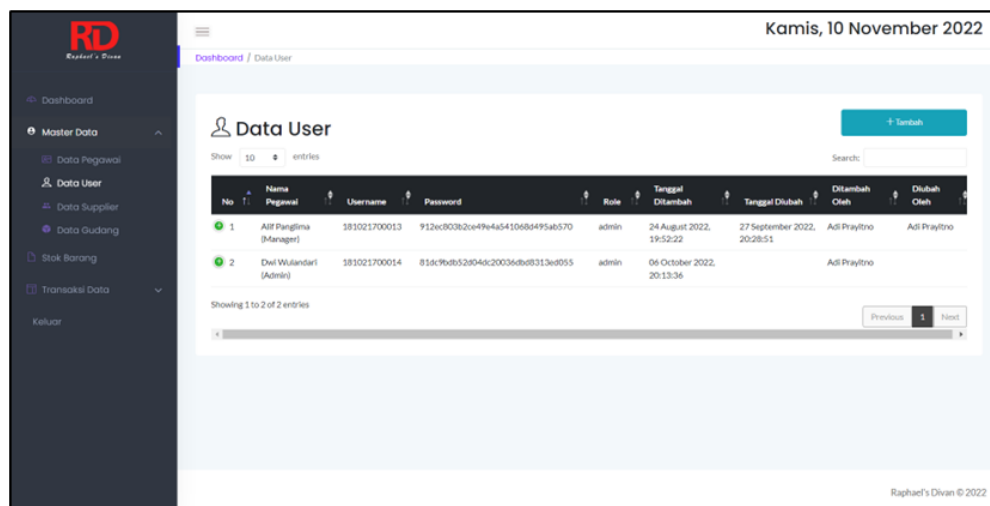 RD
Raphael's Divan
Kamis, 10 November 2022
Dashboard / Data User
Dashboard
Master Data
Data Pegawai
Data User
Data Supplier
Data Gudang
Stok Barang
Transaksi Data
Keluar
Data User
+ Tambah
Show 10 entries
Search:
No Nama Pegawai Username Password Role Tanggal Ditambah Tanggal Diubah Ditambah Oleh Diubah Oleh
1 Alif Panglima (Manager) 181021700013 912ec803b2ce49e4a541068d495ab570 admin 24 August 2022, 19:52:22 27 September 2022, 20:28:51 Adi Prayitno Adi Prayitno
2 Dwi Wulandari (Admin) 181021700014 81dc9bdb52d04dc20036dbd8313ed055 admin 06 October 2022, 20:13:36 Adi Prayitno
Showing 1 to 2 of 2 entries
Previous 1 Next
Raphael's Divan © 2022